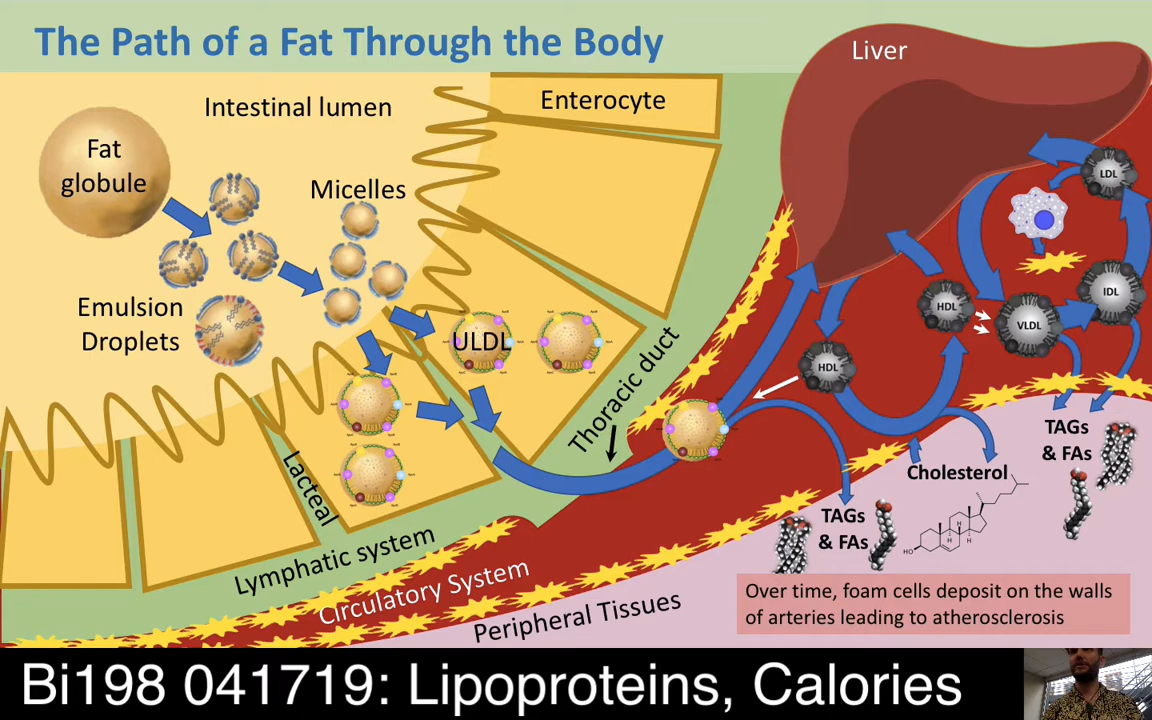 The Path of a Fat Through the Body
Liver
Intestinal lumen
Enterocyte
Fat
globule
Micelles
Emulsion
Droplets
ULDL
Thoracic duct
Lacteal
Lymphatic system
Circulatory System
Peripheral Tissues
LDL
IDL
HDL
VLDL
HDL
TAGs
& FAs
Cholesterol
HO
H
H
H
TAGs
& FAs
Over time, foam cells deposit on the walls
of arteries leading to atherosclerosis
Bi198 041719: Lipoproteins, Calories